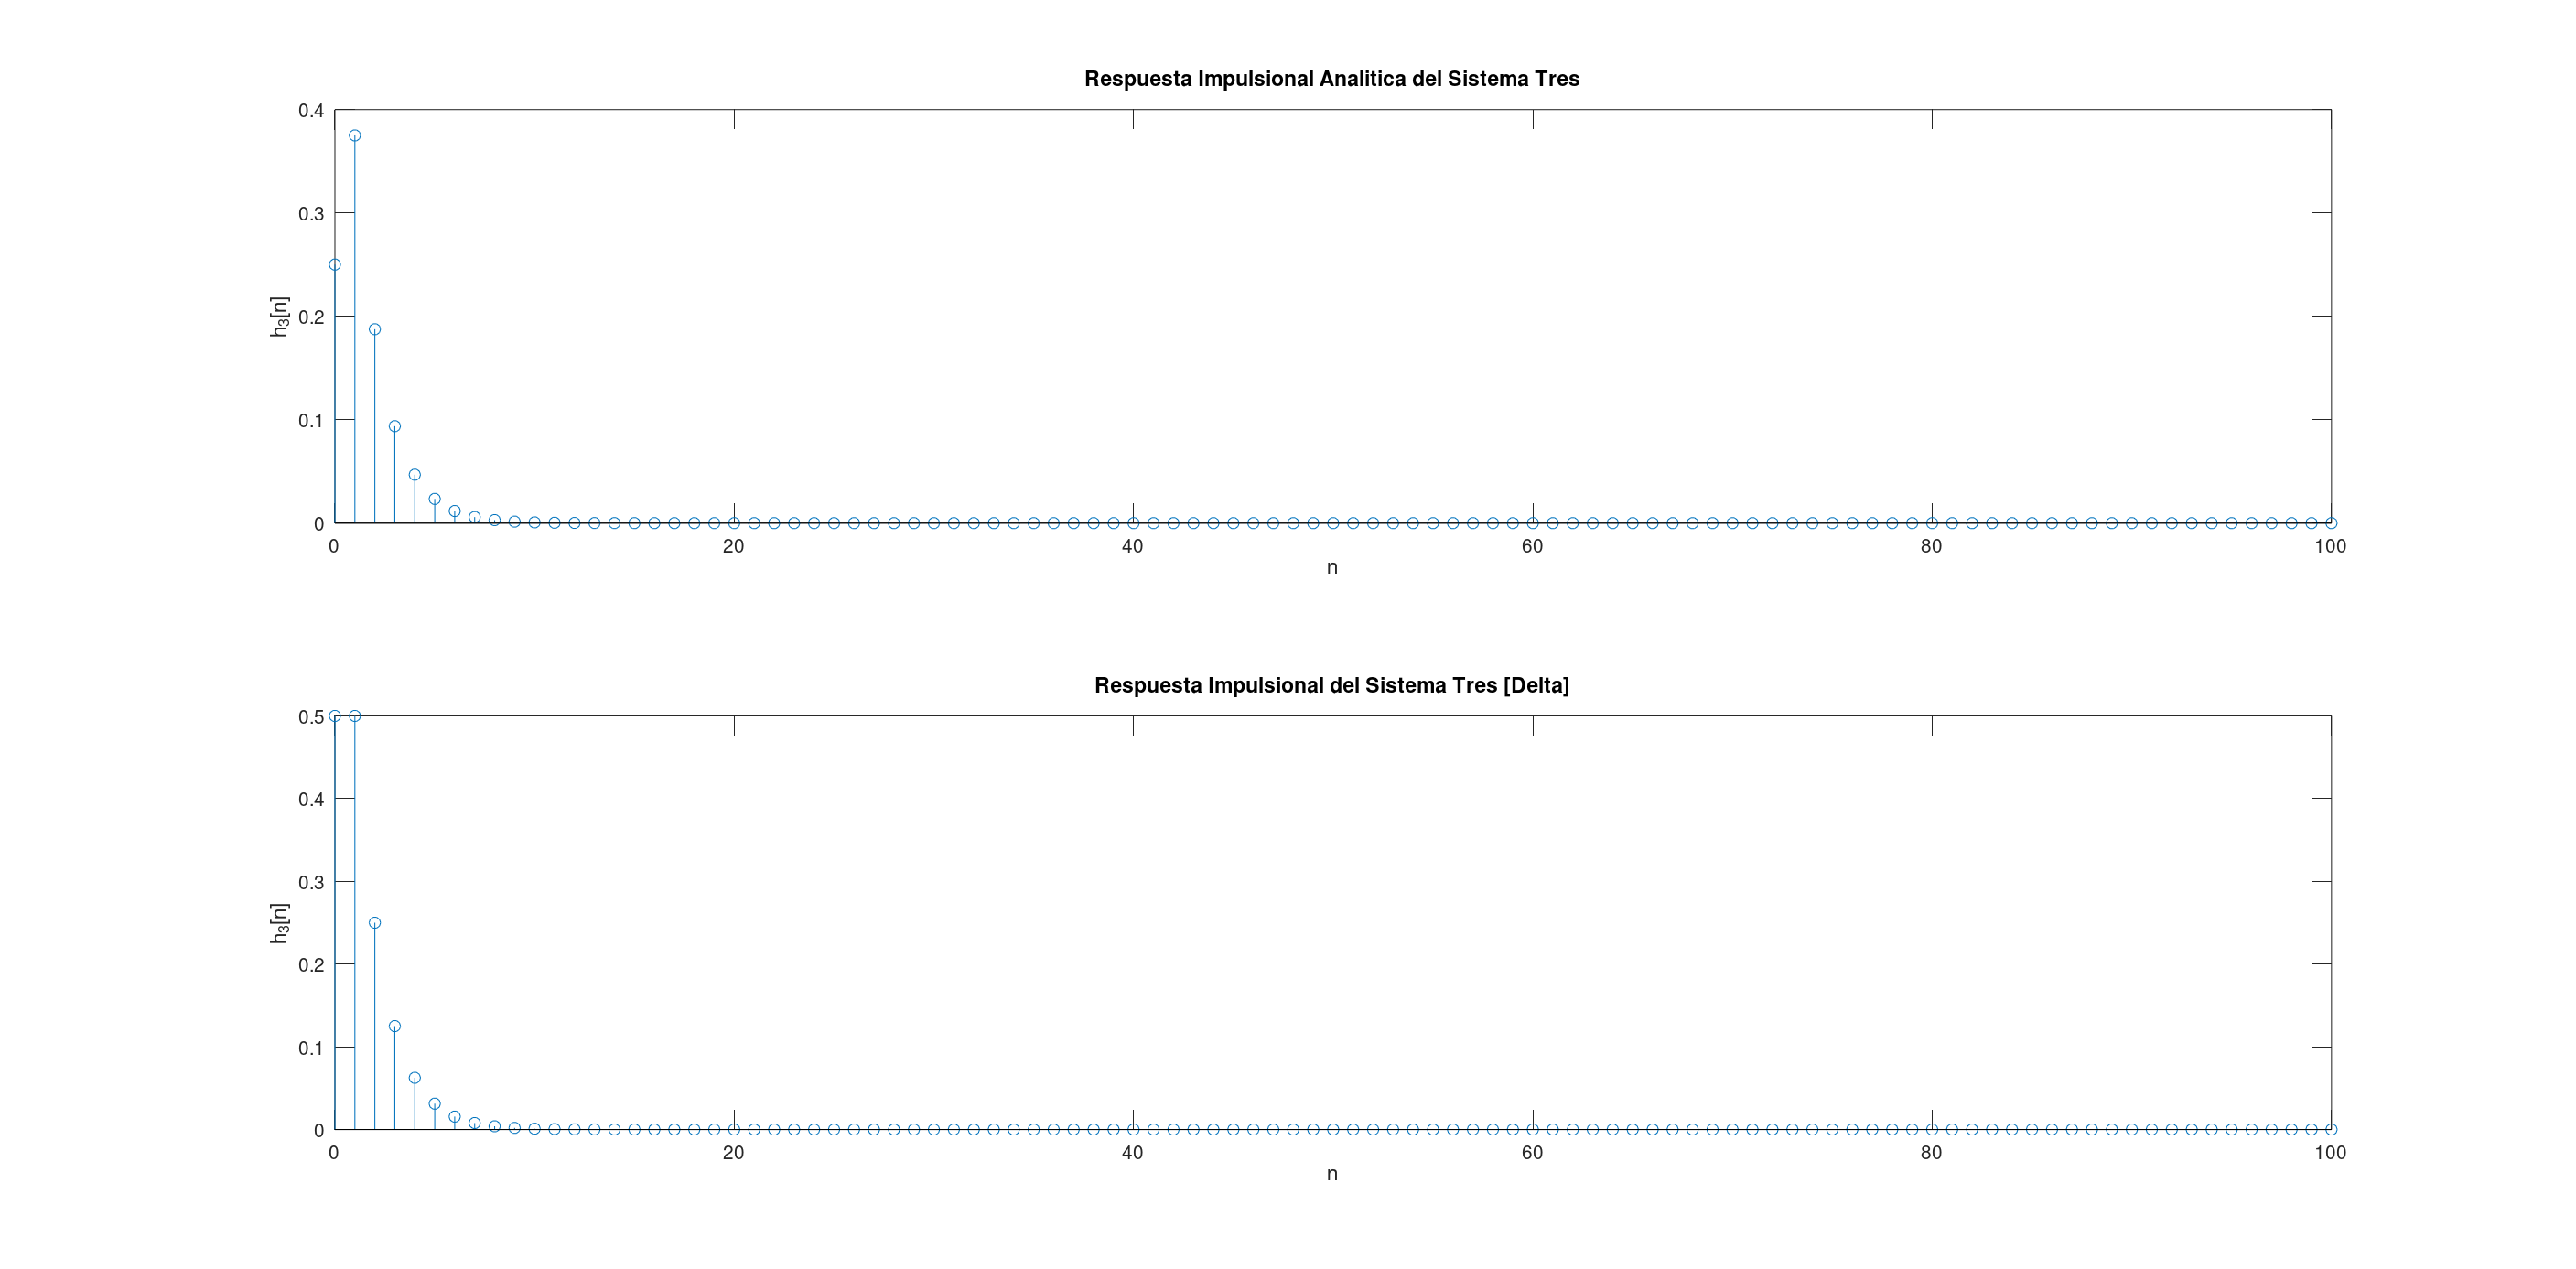 Respuesta Impulsional Analitica del Sistema Tres
0.4
0.3
0.2
0.1
0
h₃[n]
0 20 40 60 80 100
n
Respuesta Impulsional del Sistema Tres [Delta]
0.5
0.4
0.3
0.2
0.1
0
h₃[n]
0 20 40 60 80 100
n